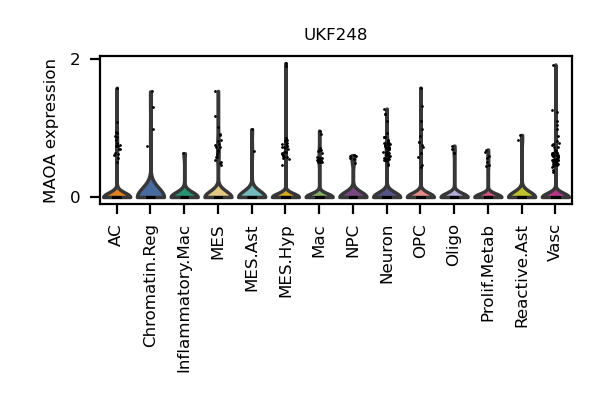 UKF248
MAOA expression
2
0
AC
Chromatin.Reg
Inflammatory.Mac
MES
MES.Ast
MES.Hyp
Mac
NPC
Neuron
OPC
Oligo
Prolif.Metab
Reactive.Ast
Vasc